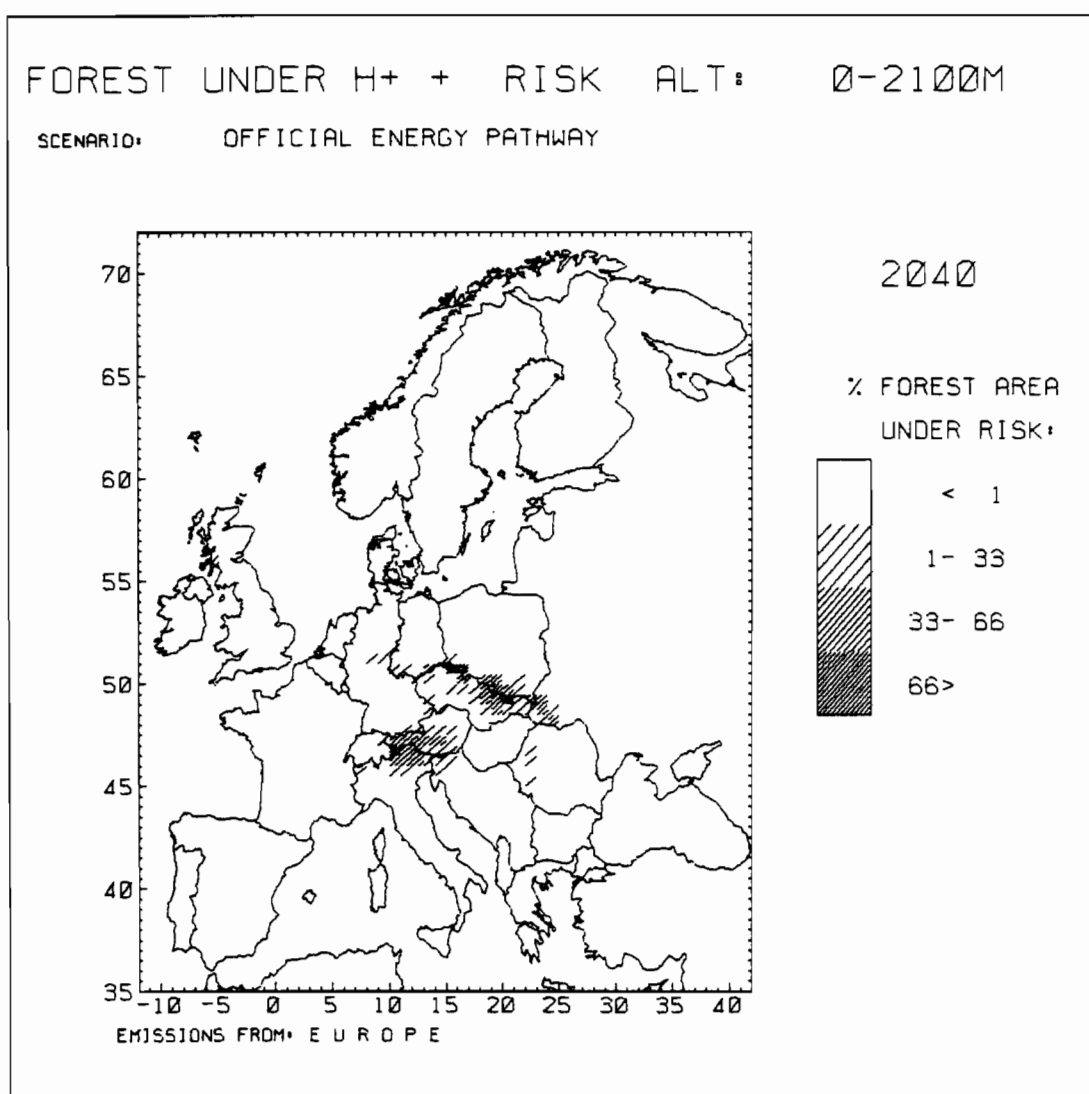 FOREST UNDER H+ + RISK ALT: 0-2100M
SCENARIO: OFFICIAL ENERGY PATHWAY
2040
% FOREST AREA
UNDER RISK:
< 1
1- 33
33- 66
66>
70
65
60
55
50
45
40
35
-10 -5 0 5 10 15 20 25 30 35 40
EMISSIONS FROM: E U R O P E